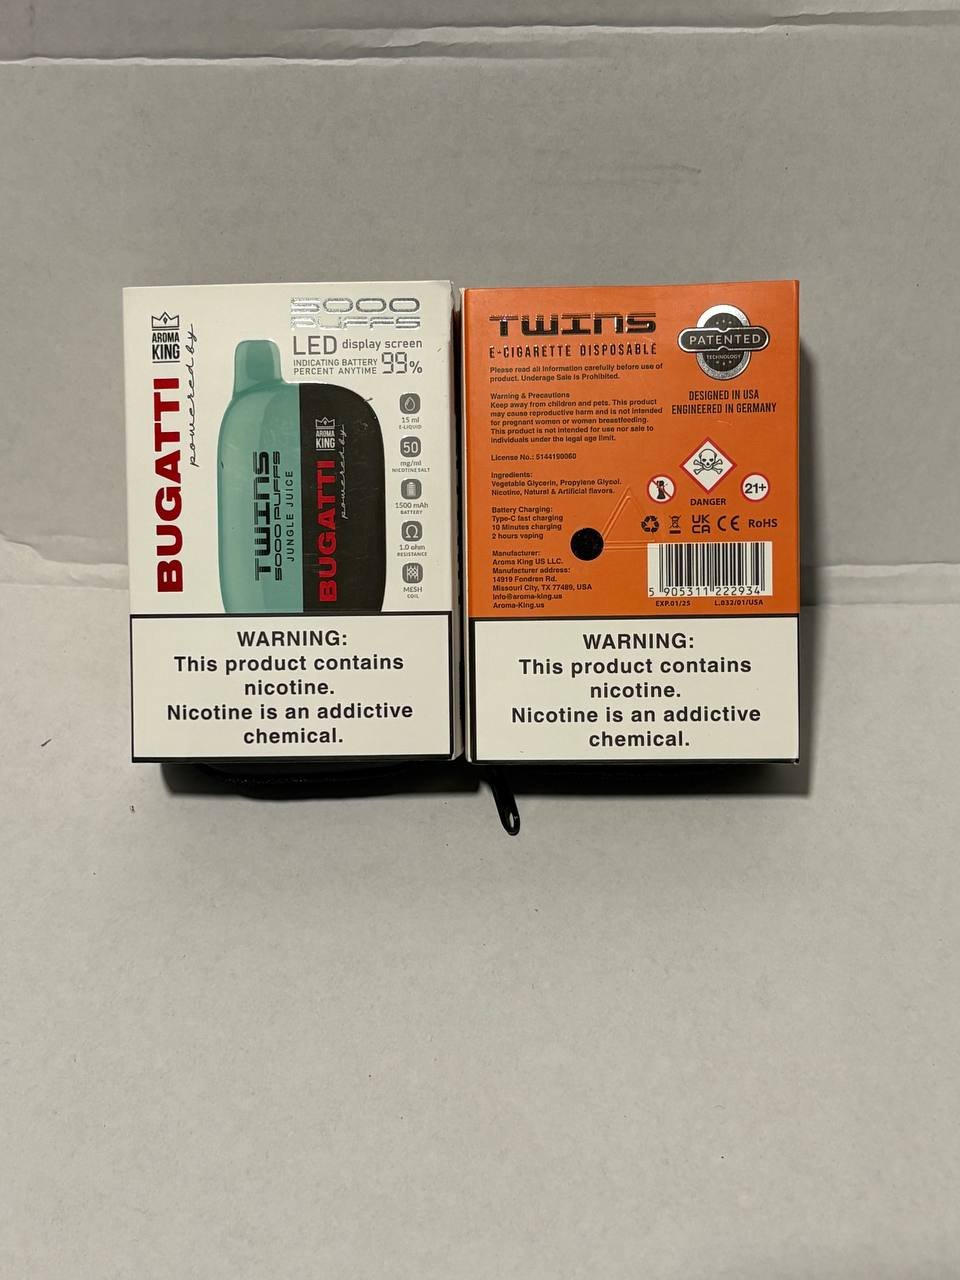 AROMA
KING
BUGATTI
powered by
5000
PUFFS
LED display screen
INDICATING BATTERY
PERCENT ANYTIME 99%
15 ml
E-LIQUID
50
mg/ml
NICOTINE SALT
1500 mAh
BATTERY
1.0 ohm
RESISTANCE
MESH
COIL
TWINS
5000 PUFFS
JUNGLE JUICE
AROMA
KING
BUGATTI
powered by
WARNING:
This product contains
nicotine.
Nicotine is an addictive
chemical.
TWINS
E-CIGARETTE DISPOSABLE
Please read all information carefully before use of
product. Underage Sale is Prohibited.
Warning & Precautions
Keep away from children and pets. This product
may cause reproductive harm and is not intended
for pregnant women or women breastfeeding.
This product is not intended for use nor sale to
individuals under the legal age limit.
License No.: 5144190060
Ingredients:
Vegetable Glycerin, Propylene Glycol.
Nicotine, Natural & Artificial flavors.
Battery Charging:
Type-C fast charging
10 Minutes charging
2 hours vaping
Manufacturer:
Aroma King US LLC.
Manufacturer address:
14919 Fondren Rd.
Missouri City, TX 77489, USA
Info@aroma-king.us
Aroma-King.us
PATENTED
TECHNOLOGY
DESIGNED IN USA
ENGINEERED IN GERMANY
DANGER
21+
UK
CA
CE
RoHS
5 905311 222934
EXP.01/25 L.032/01/USA
WARNING:
This product contains
nicotine.
Nicotine is an addictive
chemical.